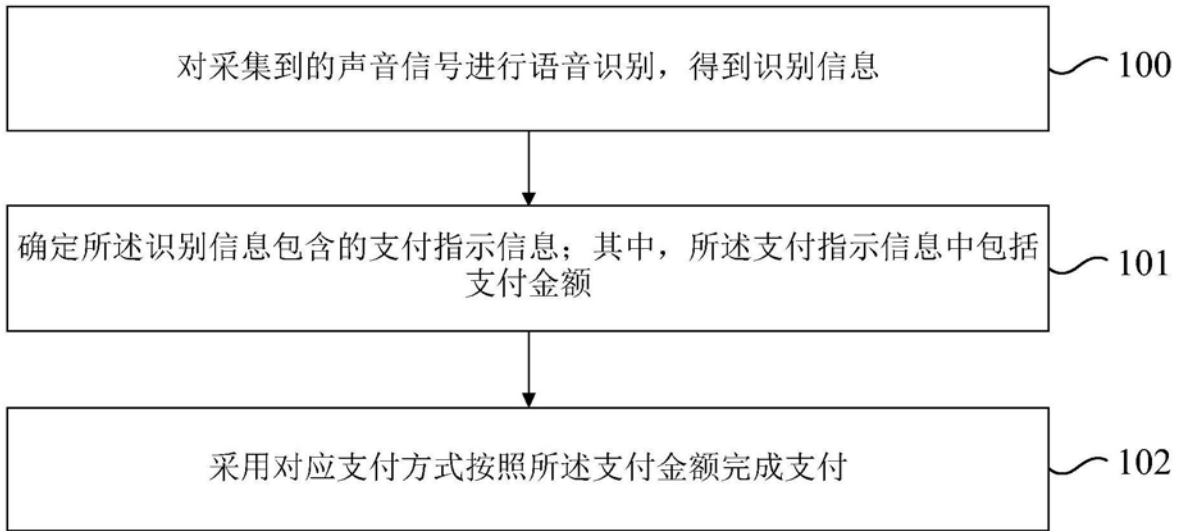 对采集到的声音信号进行语音识别，得到识别信息
100
确定所述识别信息包含的支付指示信息；其中，所述支付指示信息中包括
支付金额
101
采用对应支付方式按照所述支付金额完成支付
102